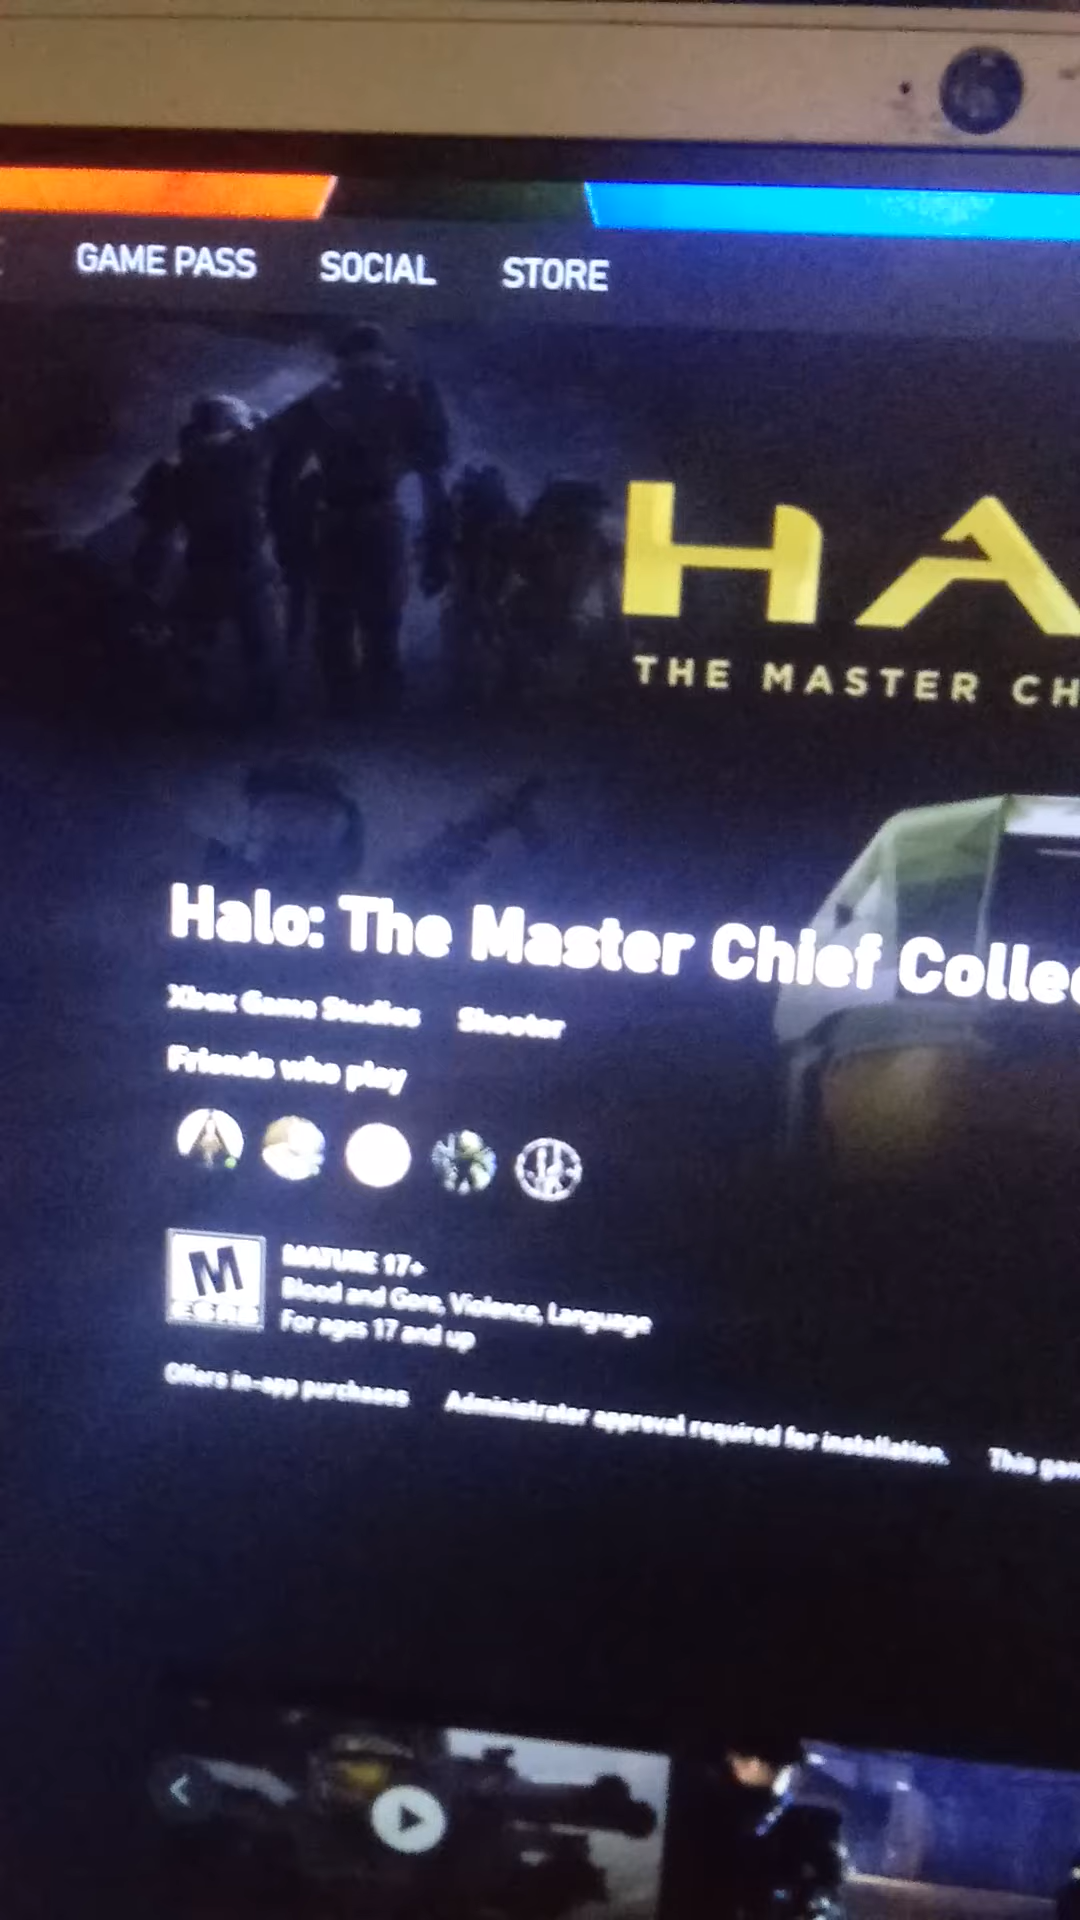 GAME PASS SOCIAL STORE
HA
THE MASTER CH
Halo: The Master Chief Collec
Xbox Game Studios Shooter
Friends who play
M
ESRB
MATURE 17+
Blood and Gore, Violence, Language
For ages 17 and up
Offers in-app purchases Administrator approval required for installation. This gam